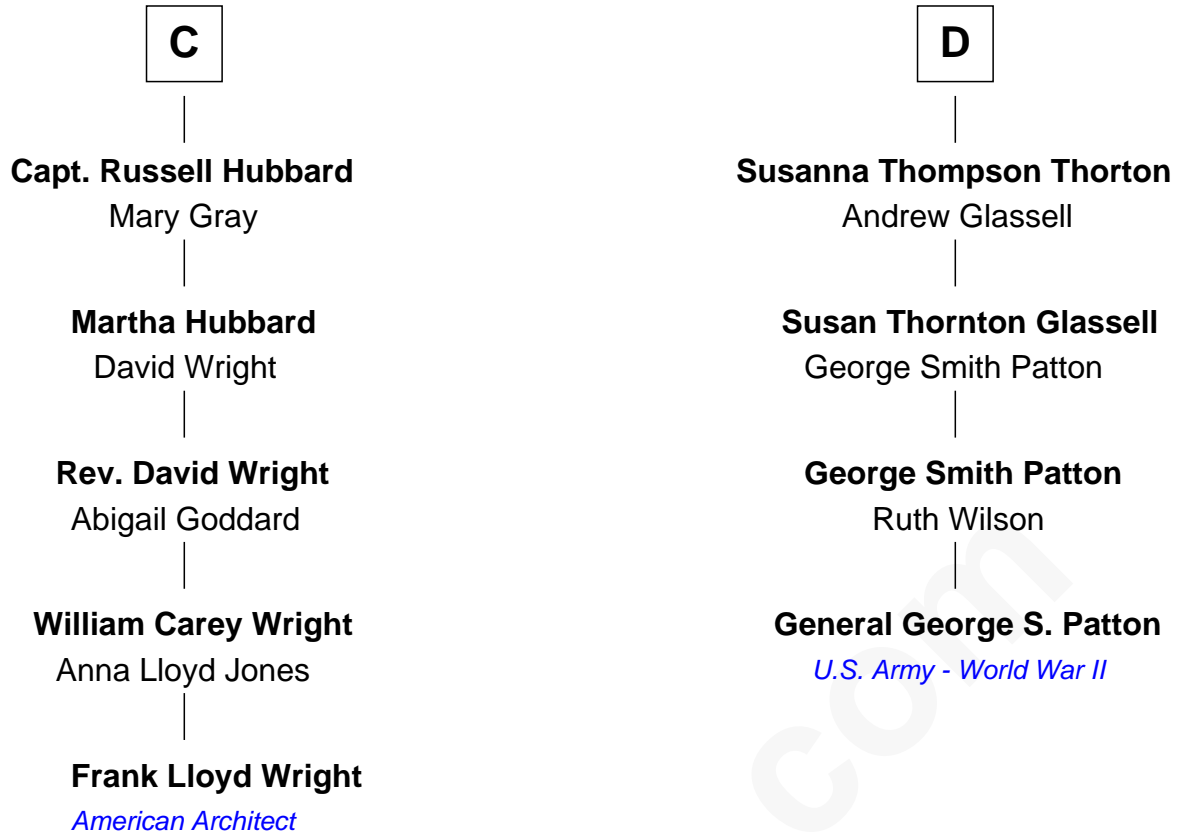 C
Capt. Russell Hubbard
Mary Gray
Martha Hubbard
David Wright
Rev. David Wright
Abigail Goddard
William Carey Wright
Anna Lloyd Jones
Frank Lloyd Wright
American Architect
D
Susanna Thompson Thorton
Andrew Glassell
Susan Thornton Glassell
George Smith Patton
George Smith Patton
Ruth Wilson
General George S. Patton
U.S. Army - World War II
com